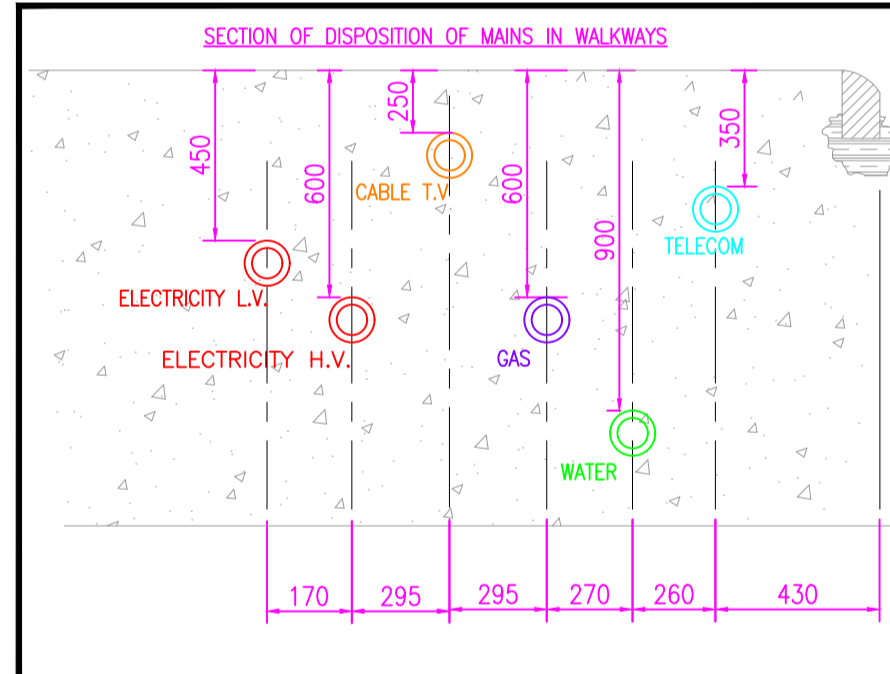 SECTION OF DISPOSITION OF MAINS IN WALKWAYS
450
600
250
600
900
350
CABLE T.V
TELECOM
ELECTRICITY L.V.
ELECTRICITY H.V.
GAS
WATER
170
295
295
270
260
430